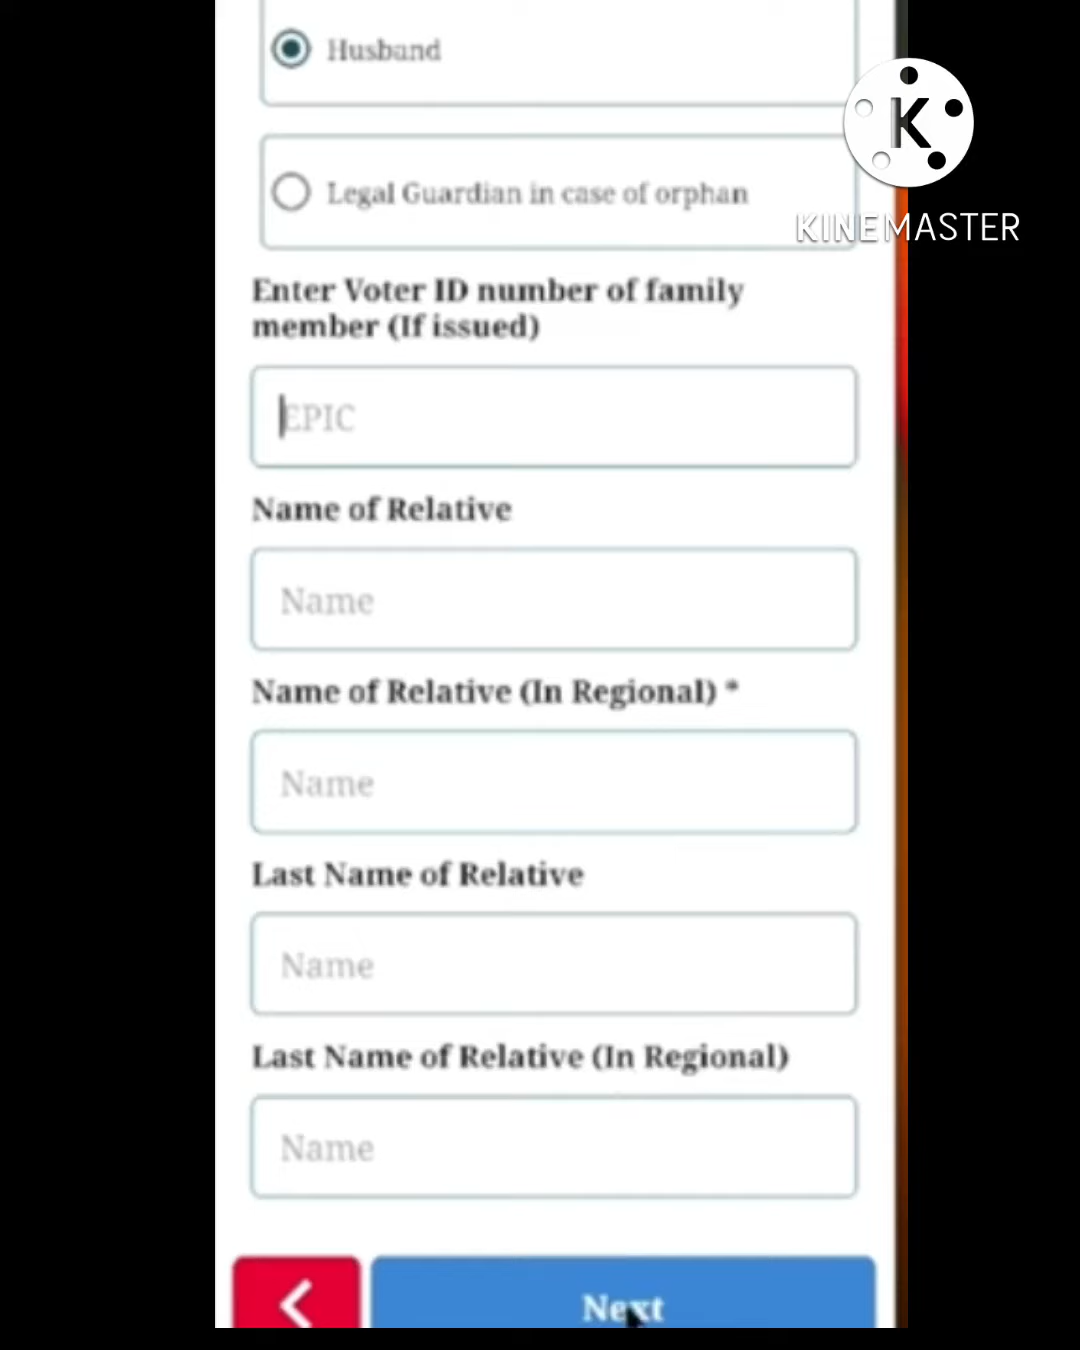 Husband
K
Legal Guardian in case of orphan
KINEMASTER
Enter Voter ID number of family
member (If issued)
EPIC
Name of Relative
Name
Name of Relative (In Regional) *
Name
Last Name of Relative
Name
Last Name of Relative (In Regional)
Name
Next